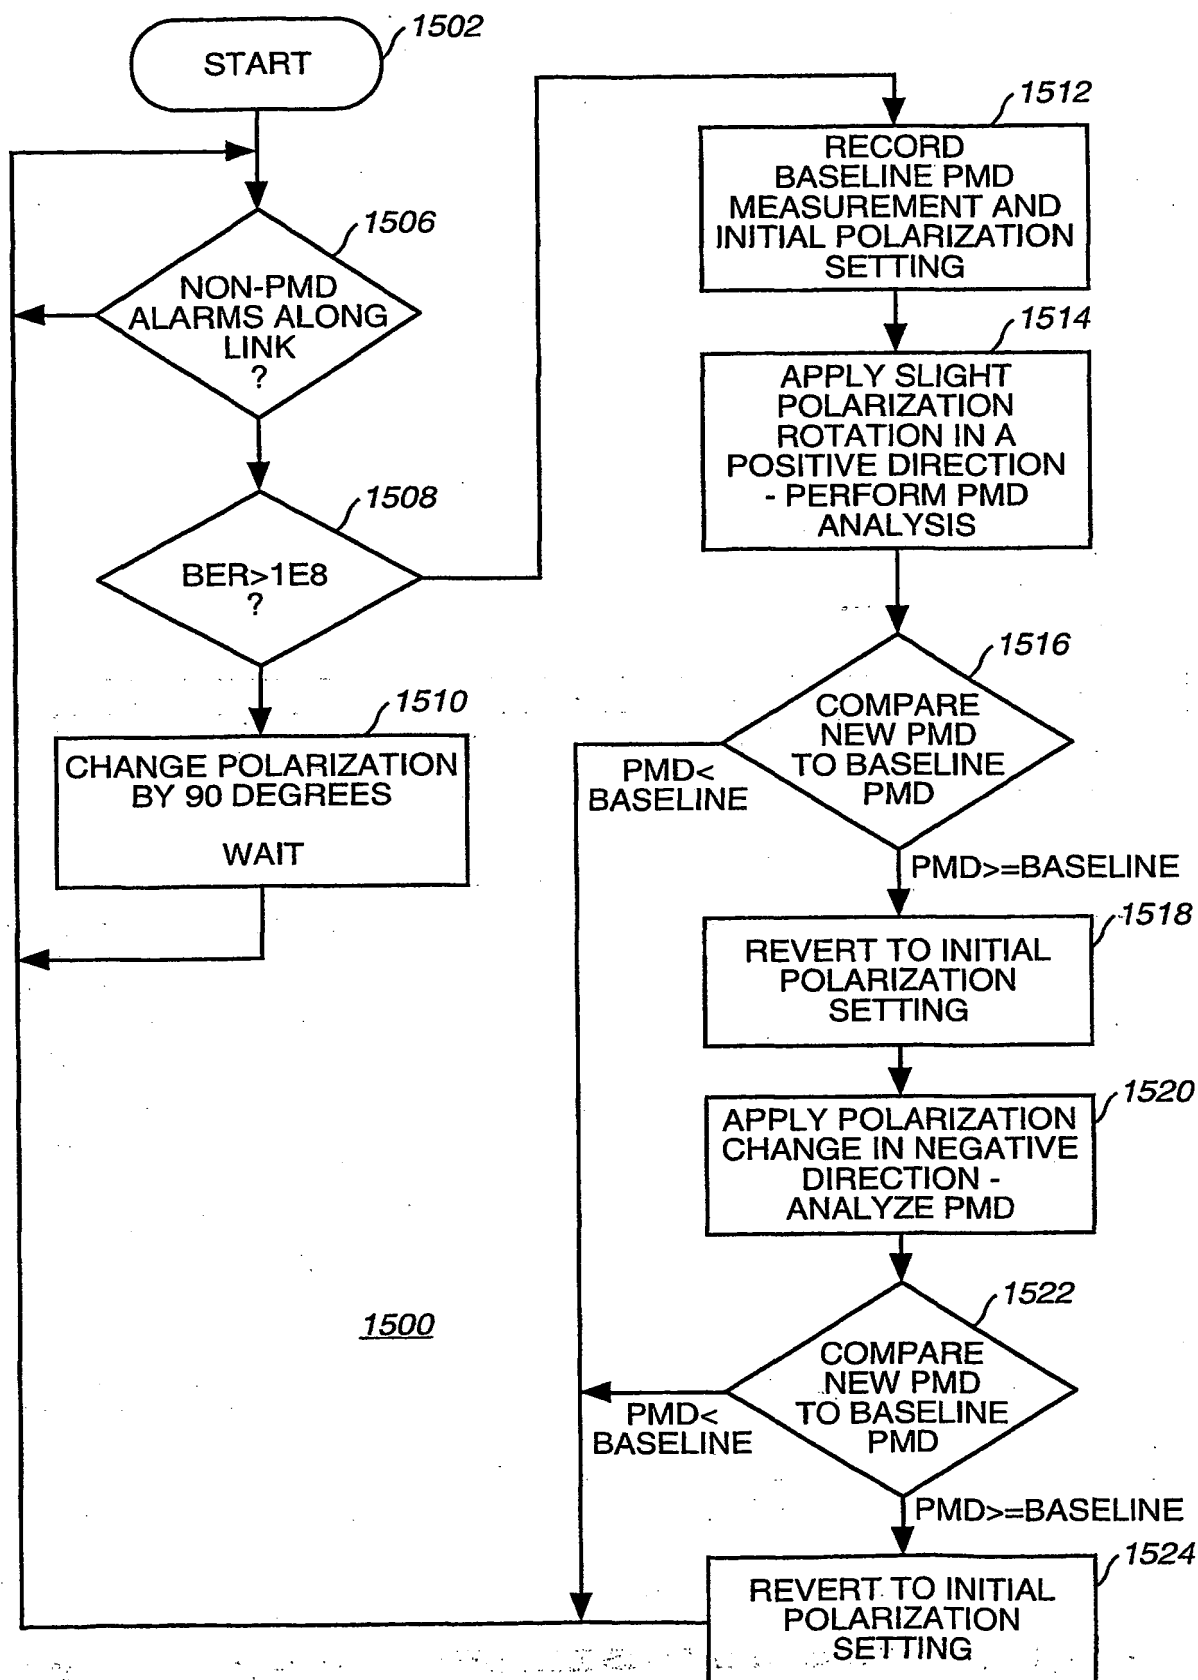 1502
START
1506
NON-PMD
ALARMS ALONG
LINK
?
1508
BER>1E8
?
1510
CHANGE POLARIZATION
BY 90 DEGREES
WAIT
1512
RECORD
BASELINE PMD
MEASUREMENT AND
INITIAL POLARIZATION
SETTING
1514
APPLY SLIGHT
POLARIZATION
ROTATION IN A
POSITIVE DIRECTION
- PERFORM PMD
ANALYSIS
1516
COMPARE
NEW PMD
TO BASELINE
PMD
PMD<
BASELINE
PMD>=BASELINE
1518
REVERT TO INITIAL
POLARIZATION
SETTING
1520
APPLY POLARIZATION
CHANGE IN NEGATIVE
DIRECTION -
ANALYZE PMD
1522
COMPARE
NEW PMD
TO BASELINE
PMD
PMD<
BASELINE
PMD>=BASELINE
1524
REVERT TO INITIAL
POLARIZATION
SETTING
1500